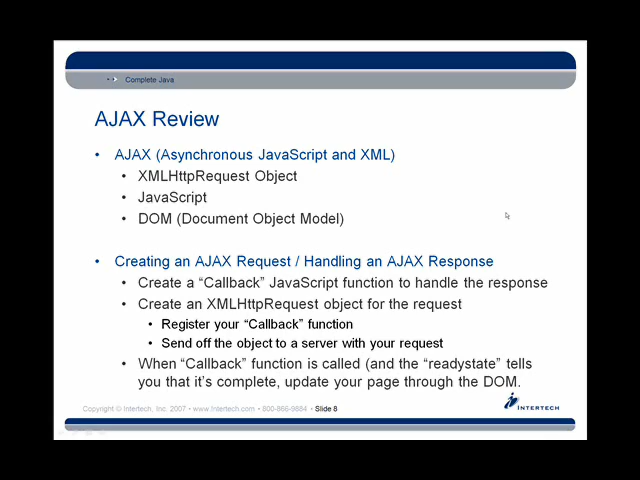 Complete Java
AJAX Review
• AJAX (Asynchronous JavaScript and XML)
• XMLHttpRequest Object
• JavaScript
• DOM (Document Object Model)
• Creating an AJAX Request / Handling an AJAX Response
• Create a “Callback” JavaScript function to handle the response
• Create an XMLHttpRequest object for the request
• Register your “Callback” function
• Send off the object to a server with your request
• When “Callback” function is called (and the “readystate” tells
you that it’s complete, update your page through the DOM.
Copyright © Intertech, Inc. 2007 • www.Intertech.com • 800-866-9884 • Slide 8
INTERTECH